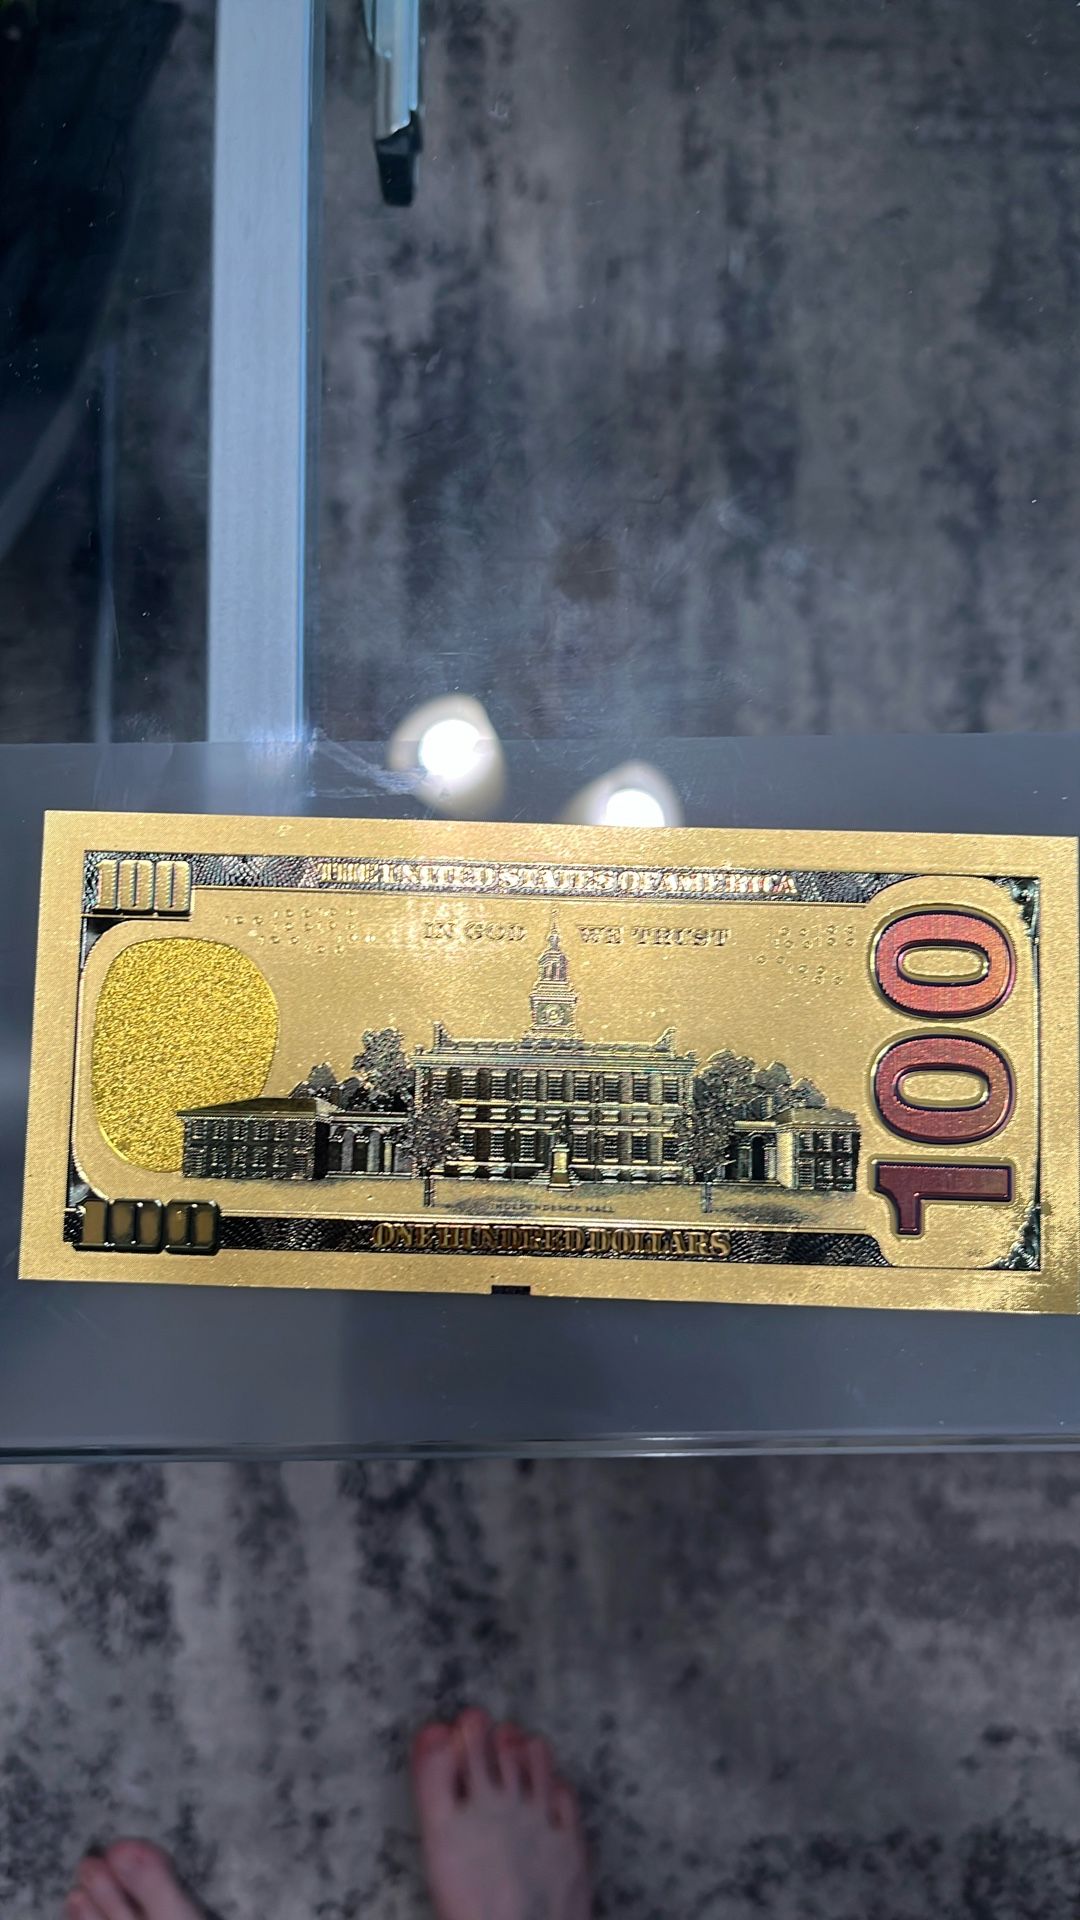 100
THE UNITED STATES OF AMERICA
IN GOD WE TRUST
100
INDEPENDENCE HALL
100
ONE HUNDRED DOLLARS